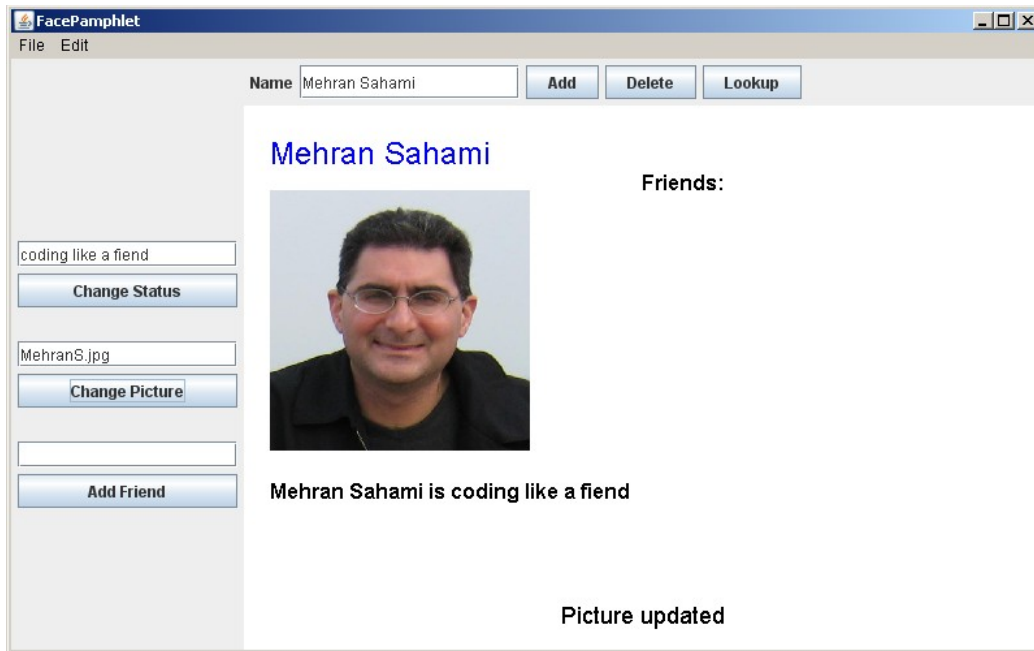 FacePamphlet
File Edit
Name Mehran Sahami Add Delete Lookup
Mehran Sahami
Friends:
coding like a fiend
Change Status
MehranS.jpg
Change Picture
Add Friend
Mehran Sahami is coding like a fiend
Picture updated